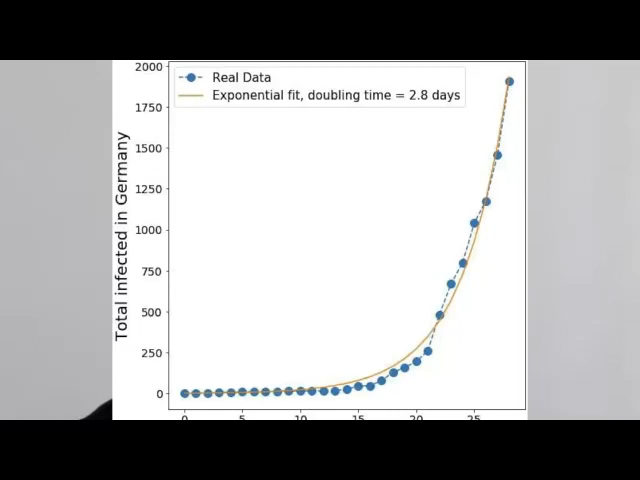 2000
Real Data
Exponential fit, doubling time = 2.8 days
1750
1500
1250
1000
750
500
250
0
Total infected in Germany
0 5 10 15 20 25